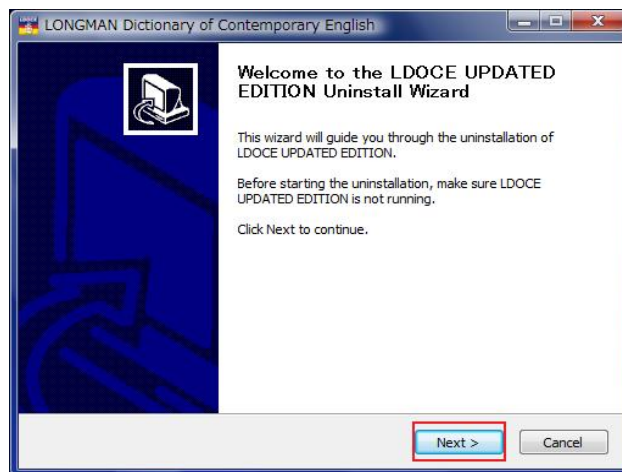 LONGMAN Dictionary of Contemporary English
Welcome to the LDOCE UPDATED
EDITION Uninstall Wizard
This wizard will guide you through the uninstallation of
LDOCE UPDATED EDITION.
Before starting the uninstallation, make sure LDOCE
UPDATED EDITION is not running.
Click Next to continue.
Next >
Cancel